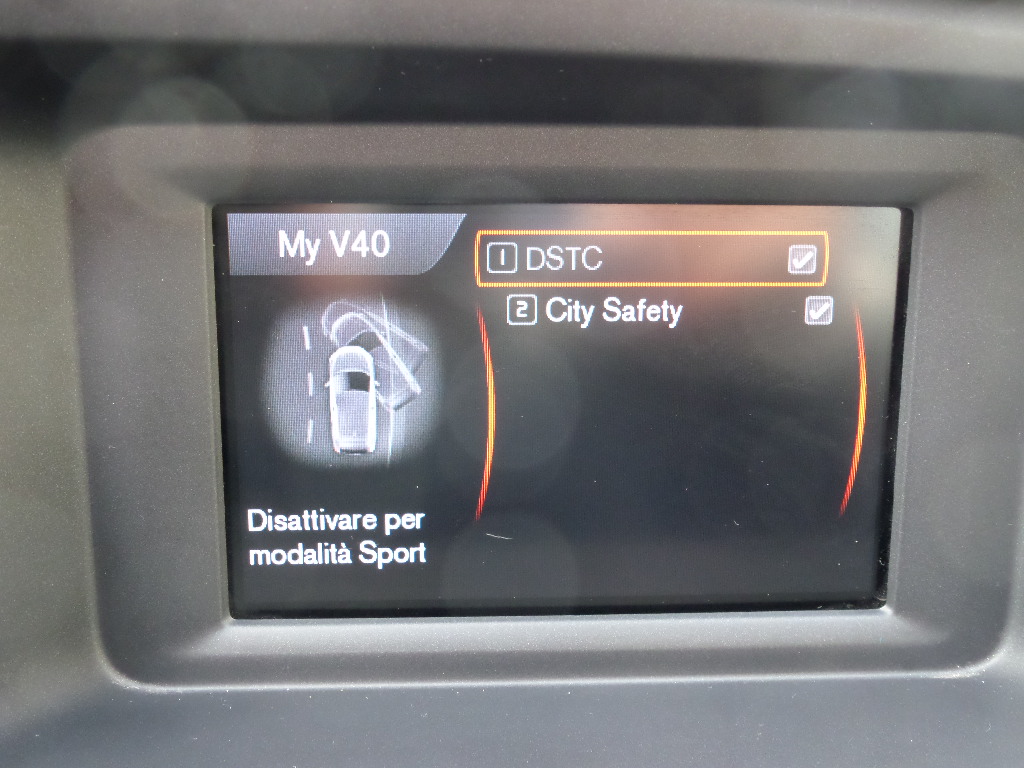 My V40
1 DSTC
2 City Safety
Disattivare per
modalità Sport